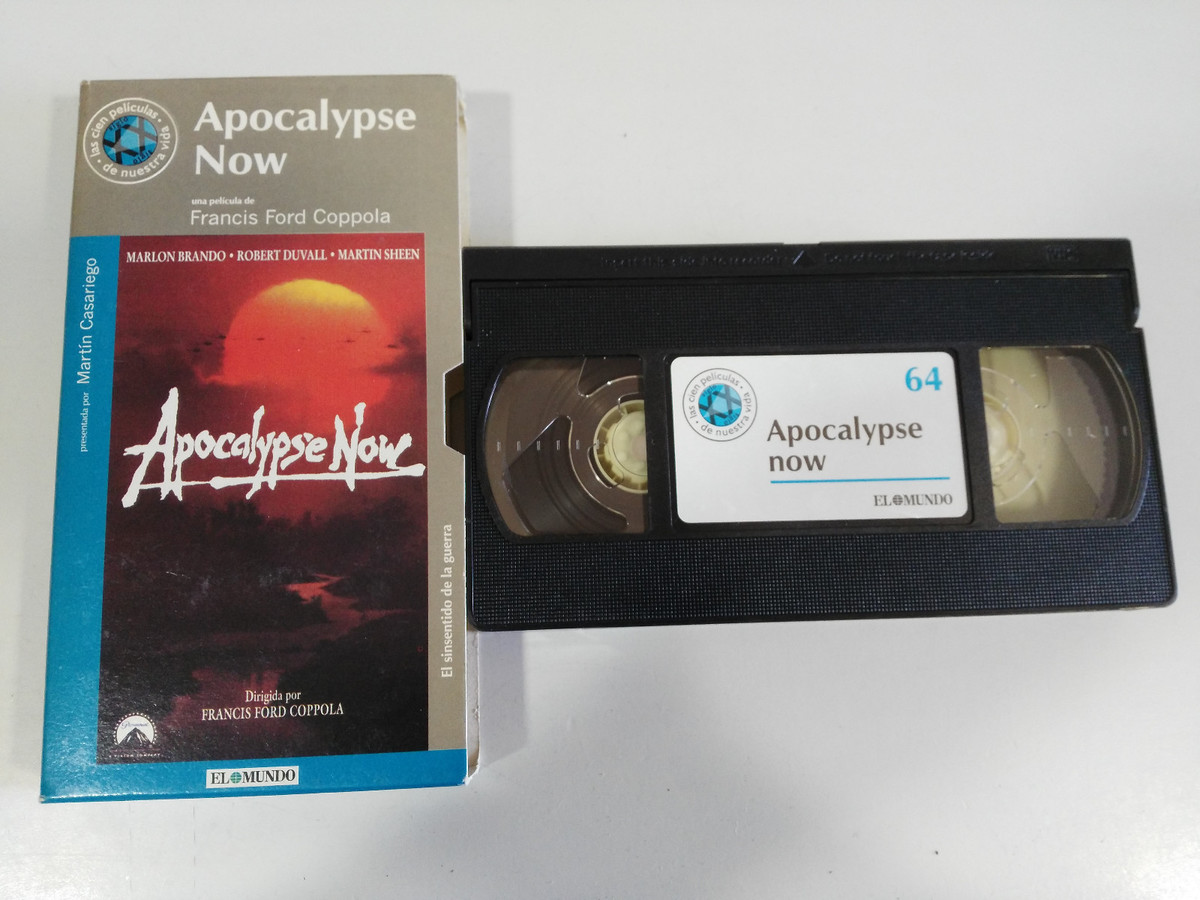 las cien películas
de nuestra vida
Apocalypse
Now
una película de
Francis Ford Coppola
presentada por Martín Casariego
MARLON BRANDO • ROBERT DUVALL • MARTIN SHEEN
Apocalypse Now
El sinsentido de la guerra
Dirigida por
FRANCIS FORD COPPOLA
Paramount
EL MUNDO
las cien películas
de nuestra vida
64
Apocalypse
now
EL MUNDO